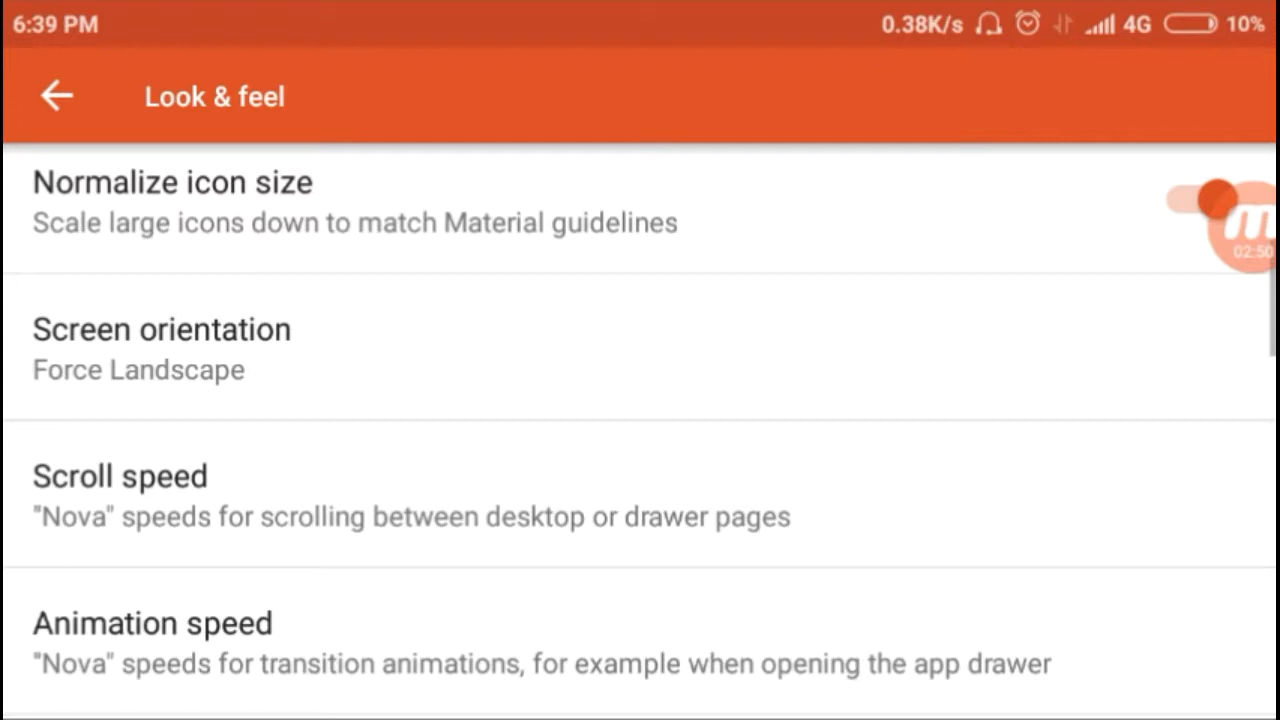 6:39 PM 0.38K/s 4G 10%
Look & feel
Normalize icon size
Scale large icons down to match Material guidelines
02:50
Screen orientation
Force Landscape
Scroll speed
"Nova" speeds for scrolling between desktop or drawer pages
Animation speed
"Nova" speeds for transition animations, for example when opening the app drawer